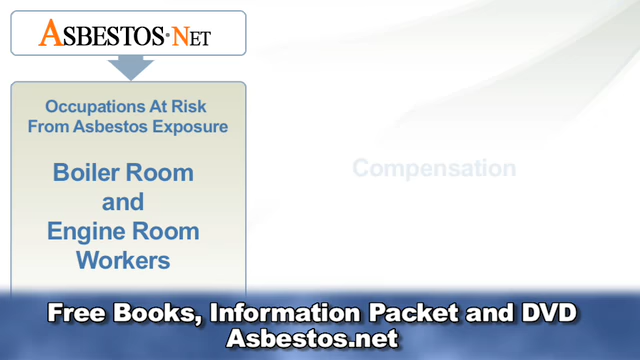 ASBESTOS·NET
Occupations At Risk
From Asbestos Exposure
Boiler Room
and
Engine Room
Workers
Compensation
Free Books, Information Packet and DVD
Asbestos.net